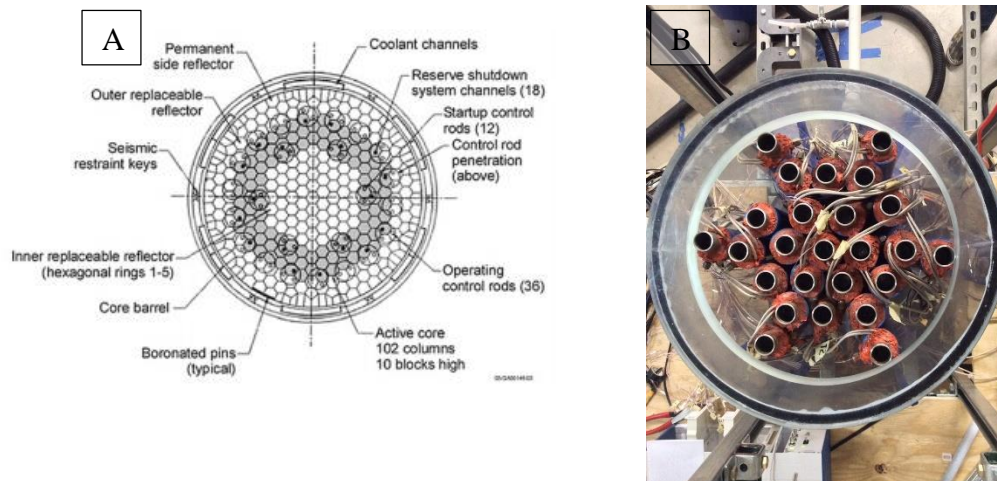 A
Permanent
side reflector
Outer replaceable
reflector
Seismic
restraint keys
Inner replaceable reflector
(hexagonal rings 1-5)
Core barrel
Boronated pins
(typical)
Coolant channels
Reserve shutdown
system channels (18)
Startup control
rods (12)
Control rod
penetration
(above)
Operating
control rods (36)
Active core
102 columns
10 blocks high
B